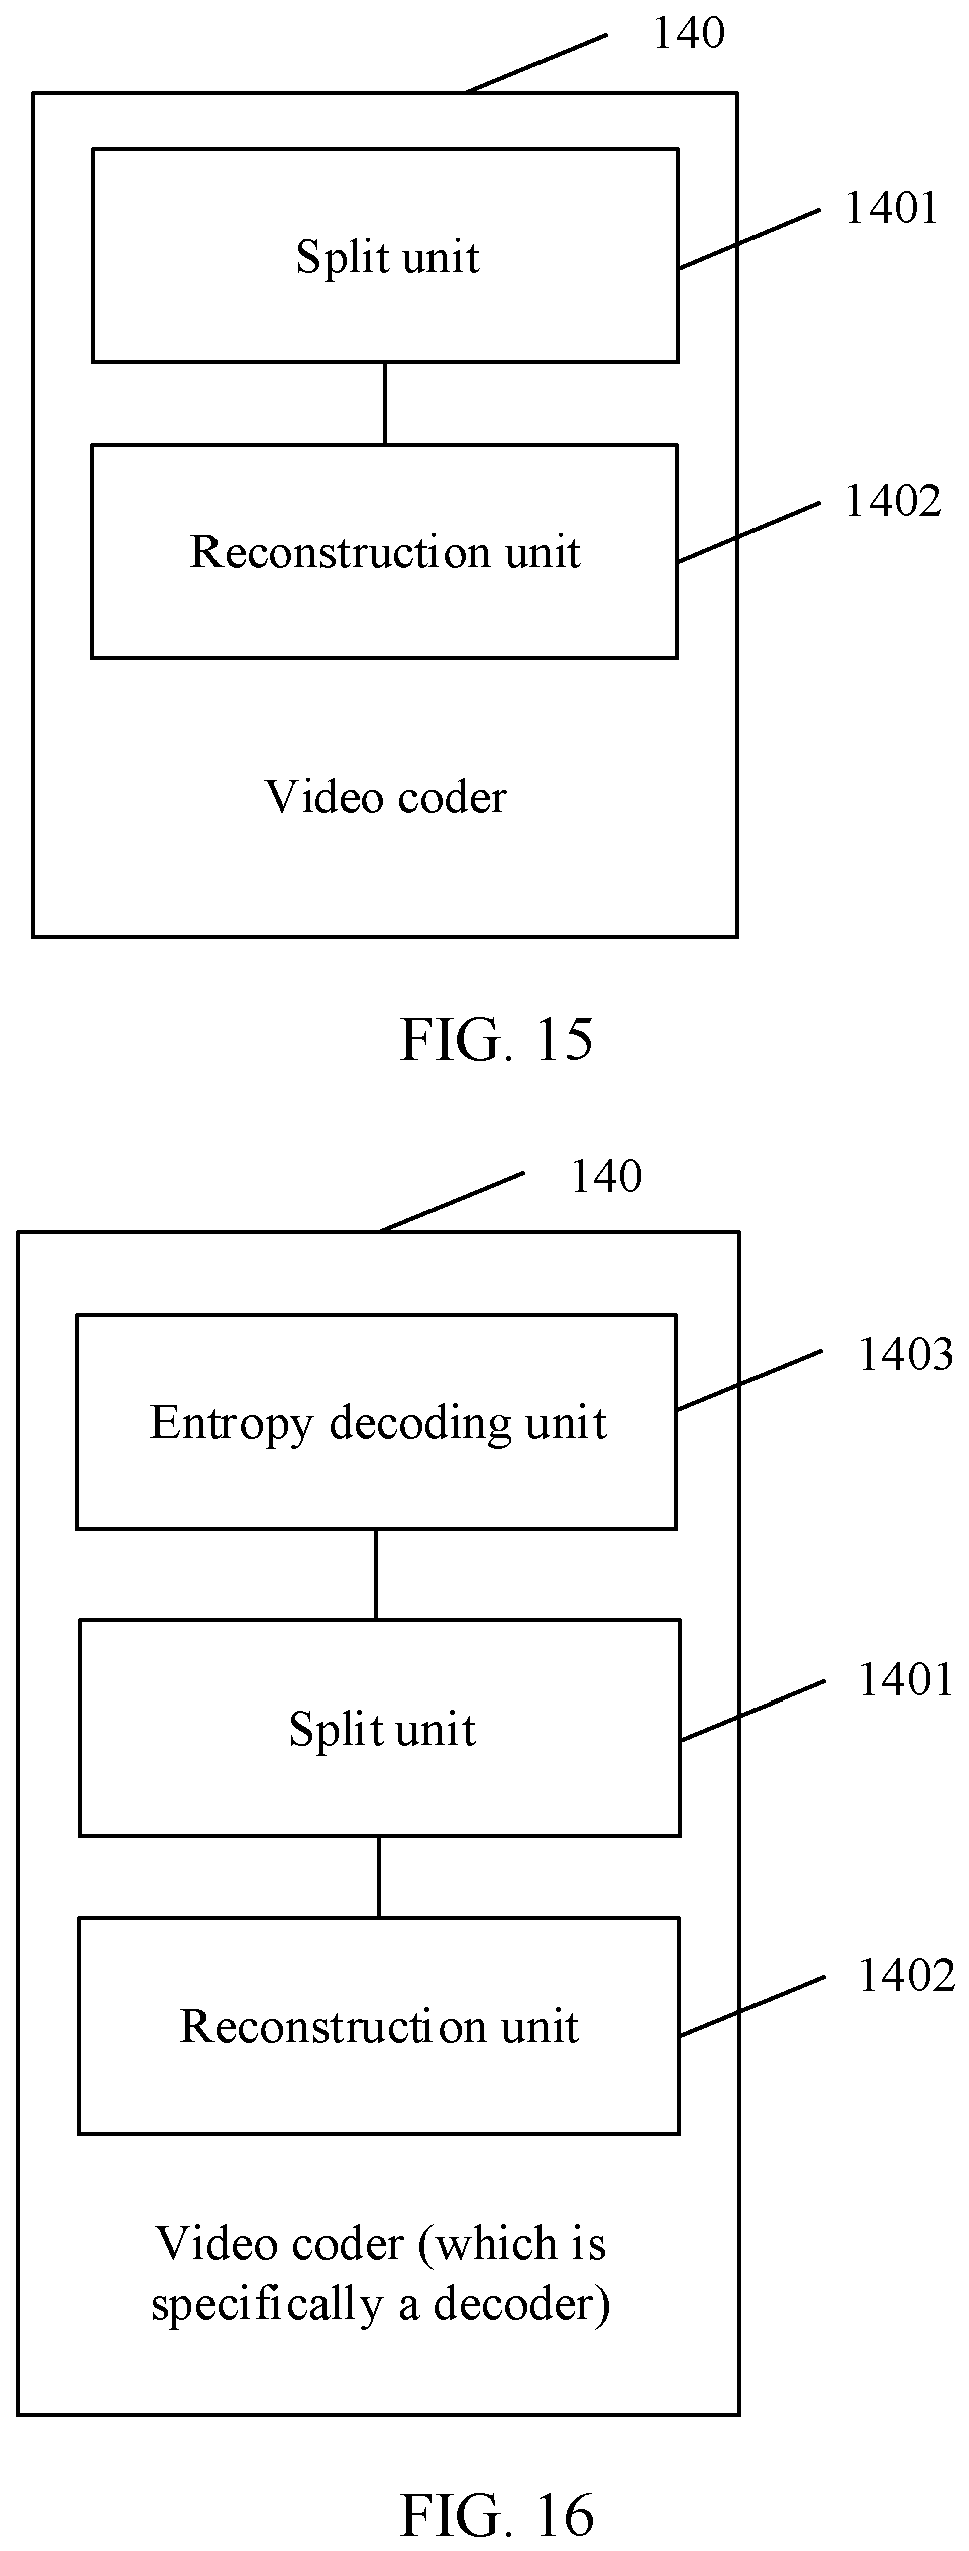 140
1401
Split unit
1402
Reconstruction unit
Video coder
FIG. 15
140
1403
Entropy decoding unit
1401
Split unit
1402
Reconstruction unit
Video coder (which is
specifically a decoder)
FIG. 16